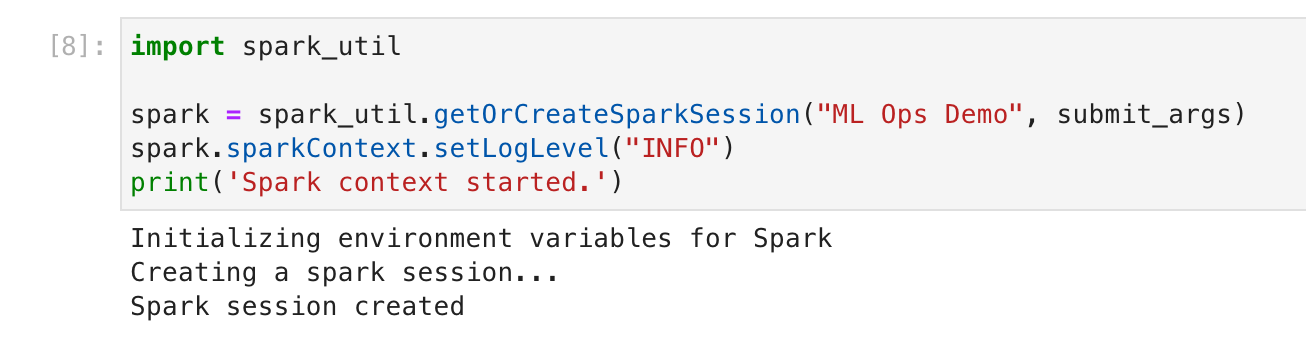 [8]: import spark_util
spark = spark_util.getOrCreateSparkSession("ML Ops Demo", submit_args)
spark.sparkContext.setLogLevel("INFO")
print('Spark context started.')
Initializing environment variables for Spark
Creating a spark session...
Spark session created